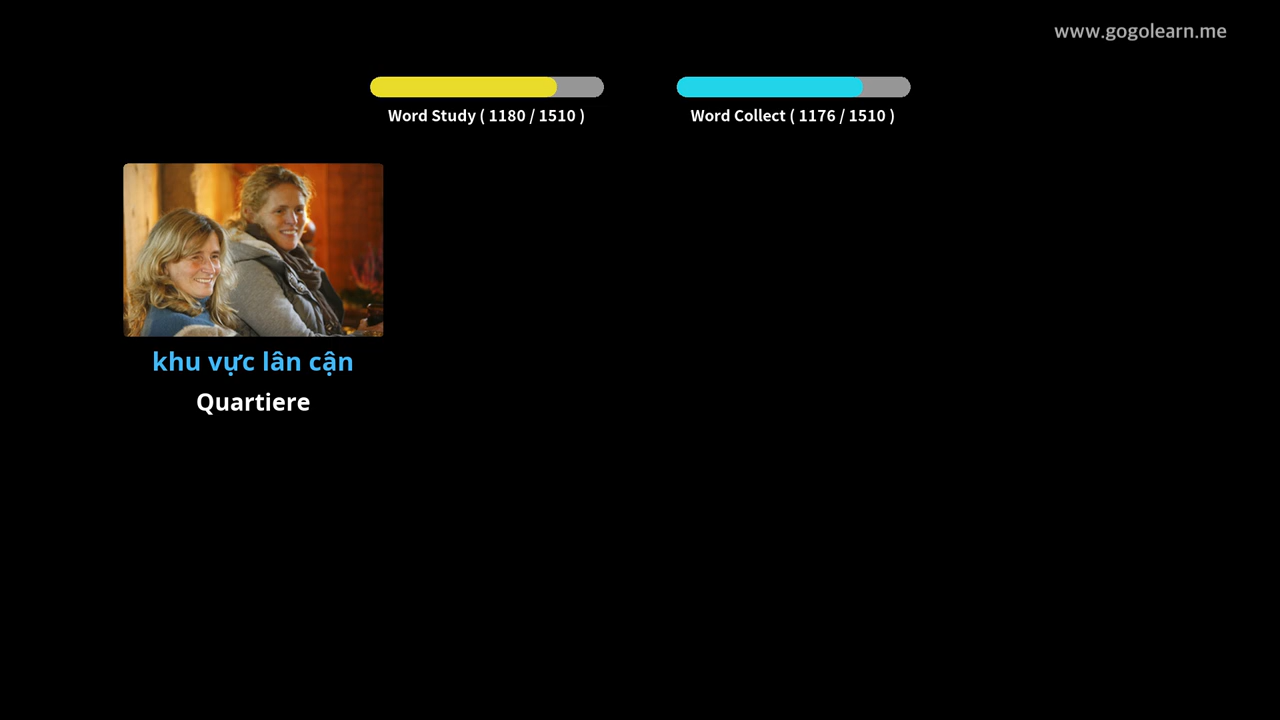 www.gogolearn.me
Word Study ( 1180 / 1510 )
Word Collect ( 1176 / 1510 )
khu vực lân cận
Quartiere